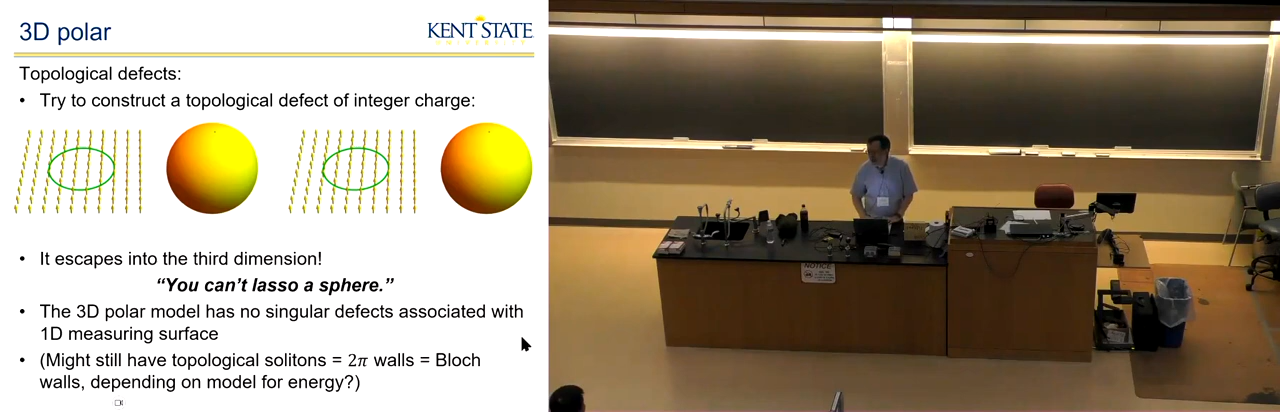 3D polar
KENT STATE
UNIVERSITY
Topological defects:
• Try to construct a topological defect of integer charge:
• It escapes into the third dimension!
“You can’t lasso a sphere.”
• The 3D polar model has no singular defects associated with
1D measuring surface
• (Might still have topological solitons = 2𝜋 walls = Bloch
walls, depending on model for energy?)
NOTICE